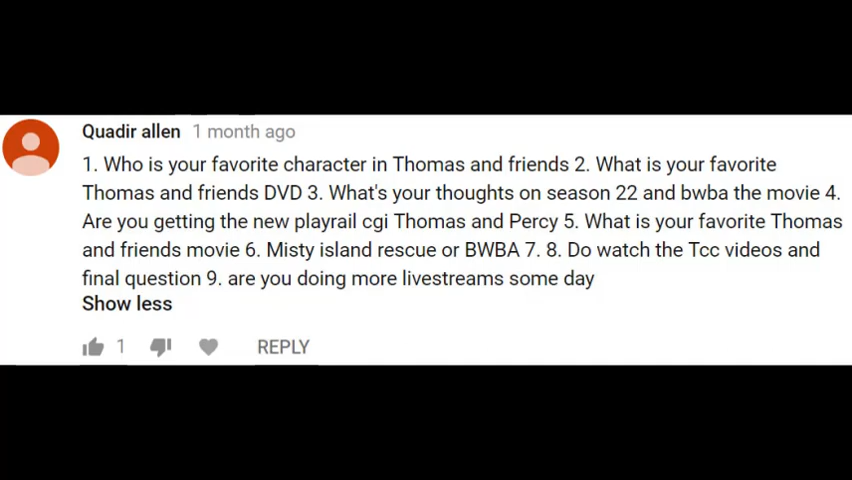 Quadir allen 1 month ago
1. Who is your favorite character in Thomas and friends 2. What is your favorite
Thomas and friends DVD 3. What's your thoughts on season 22 and bwba the movie 4.
Are you getting the new playrail cgi Thomas and Percy 5. What is your favorite Thomas
and friends movie 6. Misty island rescue or BWBA 7. 8. Do watch the Tcc videos and
final question 9. are you doing more livestreams some day
Show less
1 REPLY